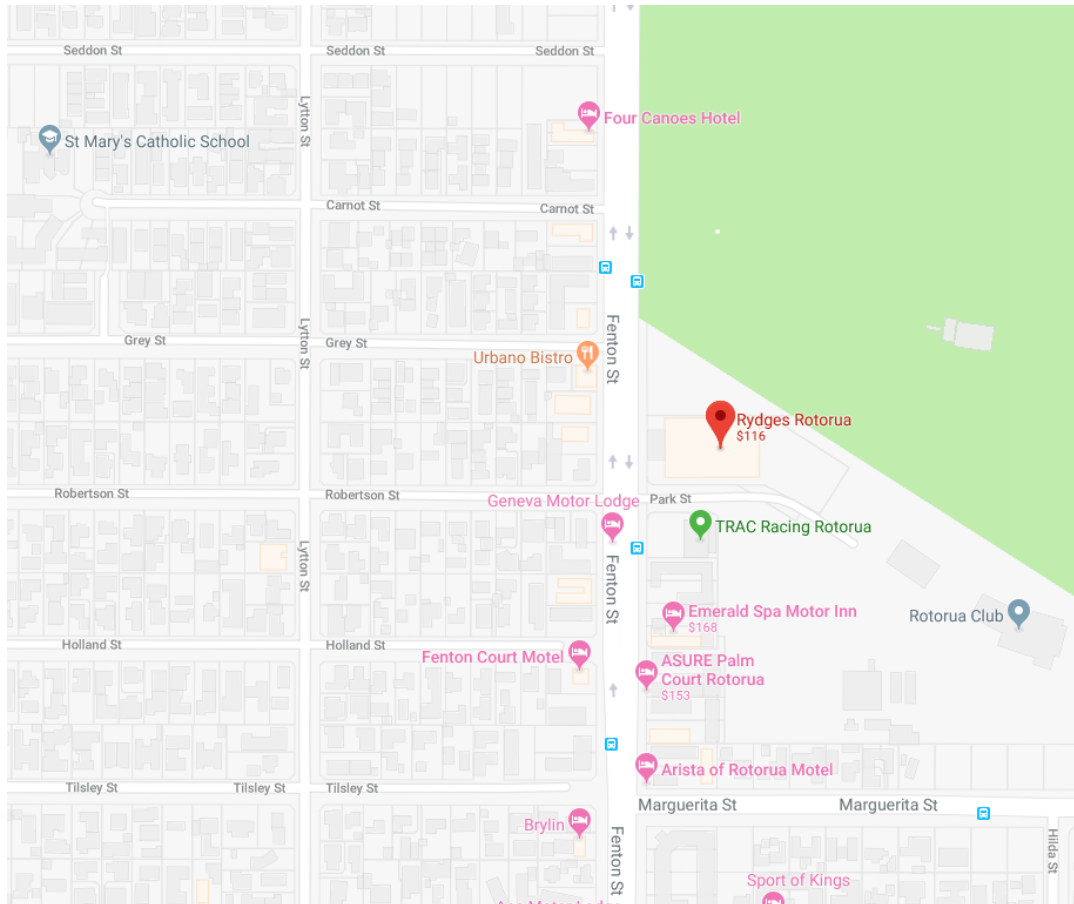 Seddon St
Seddon St
Seddon St
Lytton St
Four Canoes Hotel
St Mary's Catholic School
Carnot St
Carnot St
Fenton St
Lytton St
Grey St
Grey St
Urbano Bistro
Rydges Rotorua
$116
Robertson St
Robertson St
Geneva Motor Lodge
Park St
TRAC Racing Rotorua
Lytton St
Fenton St
Emerald Spa Motor Inn
$168
Rotorua Club
Holland St
Holland St
Fenton Court Motel
ASURE Palm
Court Rotorua
$153
Arista of Rotorua Motel
Tilsley St
Tilsley St
Tilsley St
Marguerita St
Marguerita St
Brylin
Fenton St
Hilda St
Sport of Kings